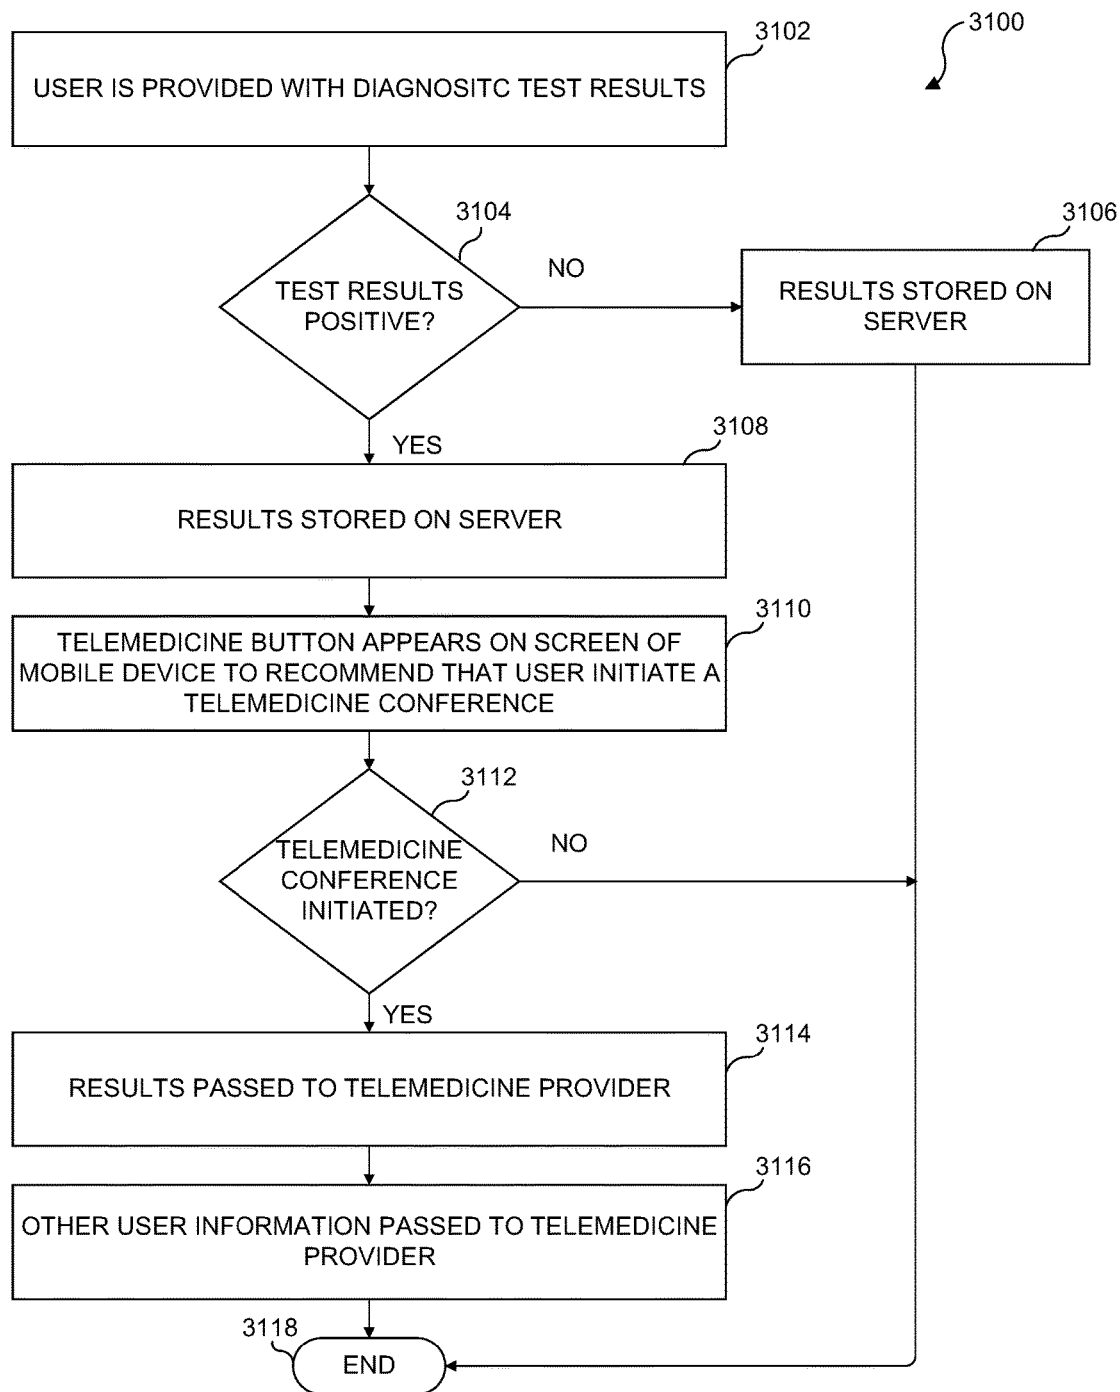 3100
3102
USER IS PROVIDED WITH DIAGNOSITC TEST RESULTS
3104
TEST RESULTS
POSITIVE?
NO
3106
RESULTS STORED ON
SERVER
YES
3108
RESULTS STORED ON SERVER
3110
TELEMEDICINE BUTTON APPEARS ON SCREEN OF
MOBILE DEVICE TO RECOMMEND THAT USER INITIATE A
TELEMEDICINE CONFERENCE
3112
TELEMEDICINE
CONFERENCE
INITIATED?
NO
YES
3114
RESULTS PASSED TO TELEMEDICINE PROVIDER
3116
OTHER USER INFORMATION PASSED TO TELEMEDICINE
PROVIDER
3118
END